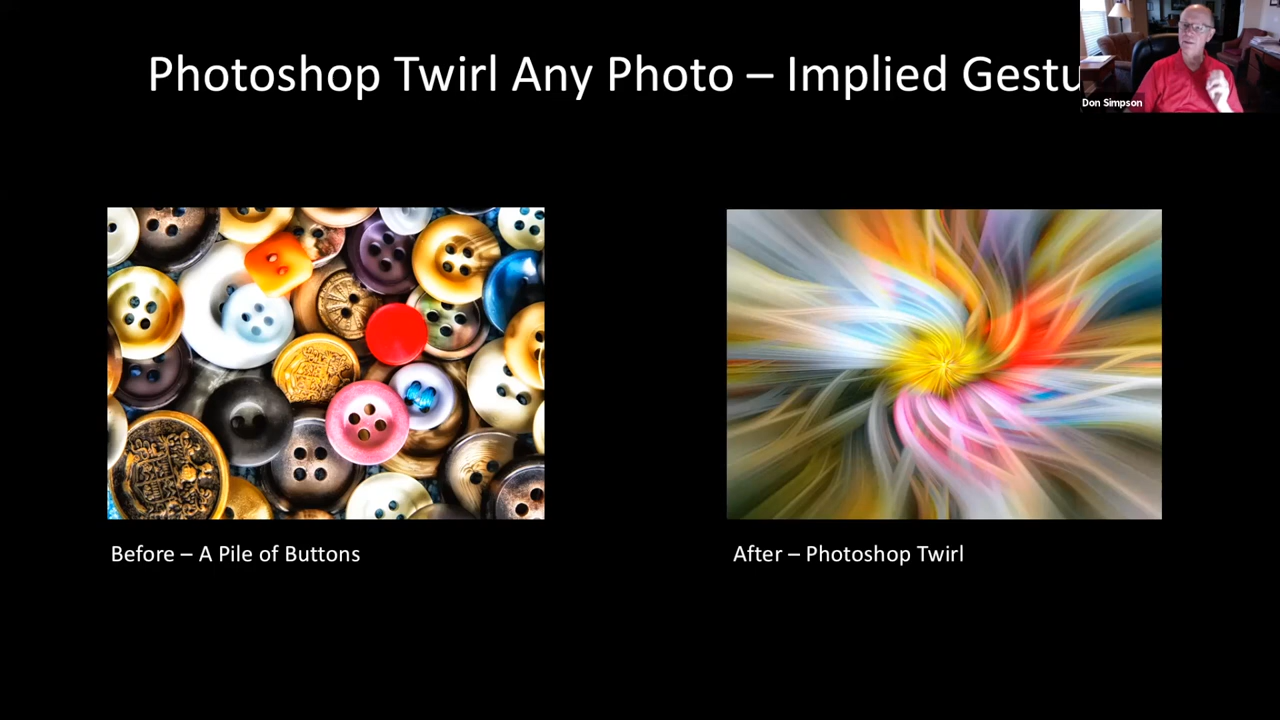 Photoshop Twirl Any Photo – Implied Gestu
Don Simpson
Before – A Pile of Buttons
After – Photoshop Twirl